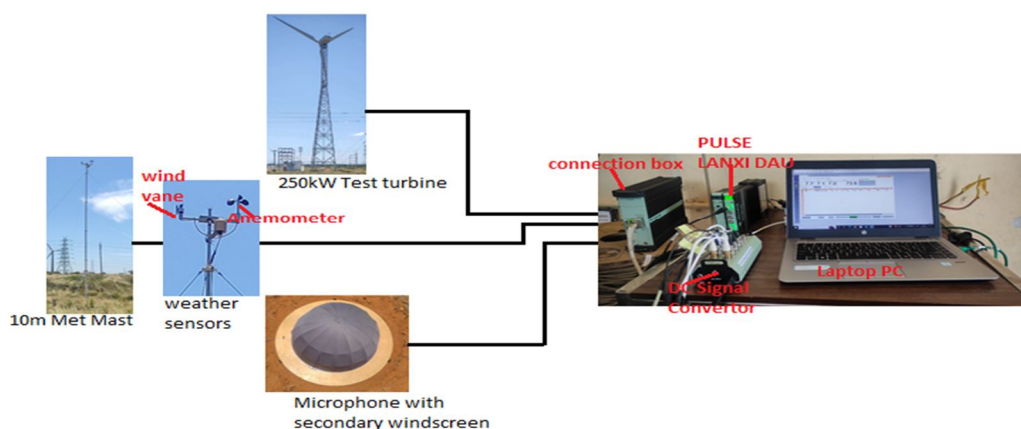 250kW Test turbine
wind
vane
Anemometer
10m Met Mast
weather
sensors
Microphone with
secondary windscreen
PULSE
LANXI DAU
connection box
Laptop PC
Dc Signal
Convertor